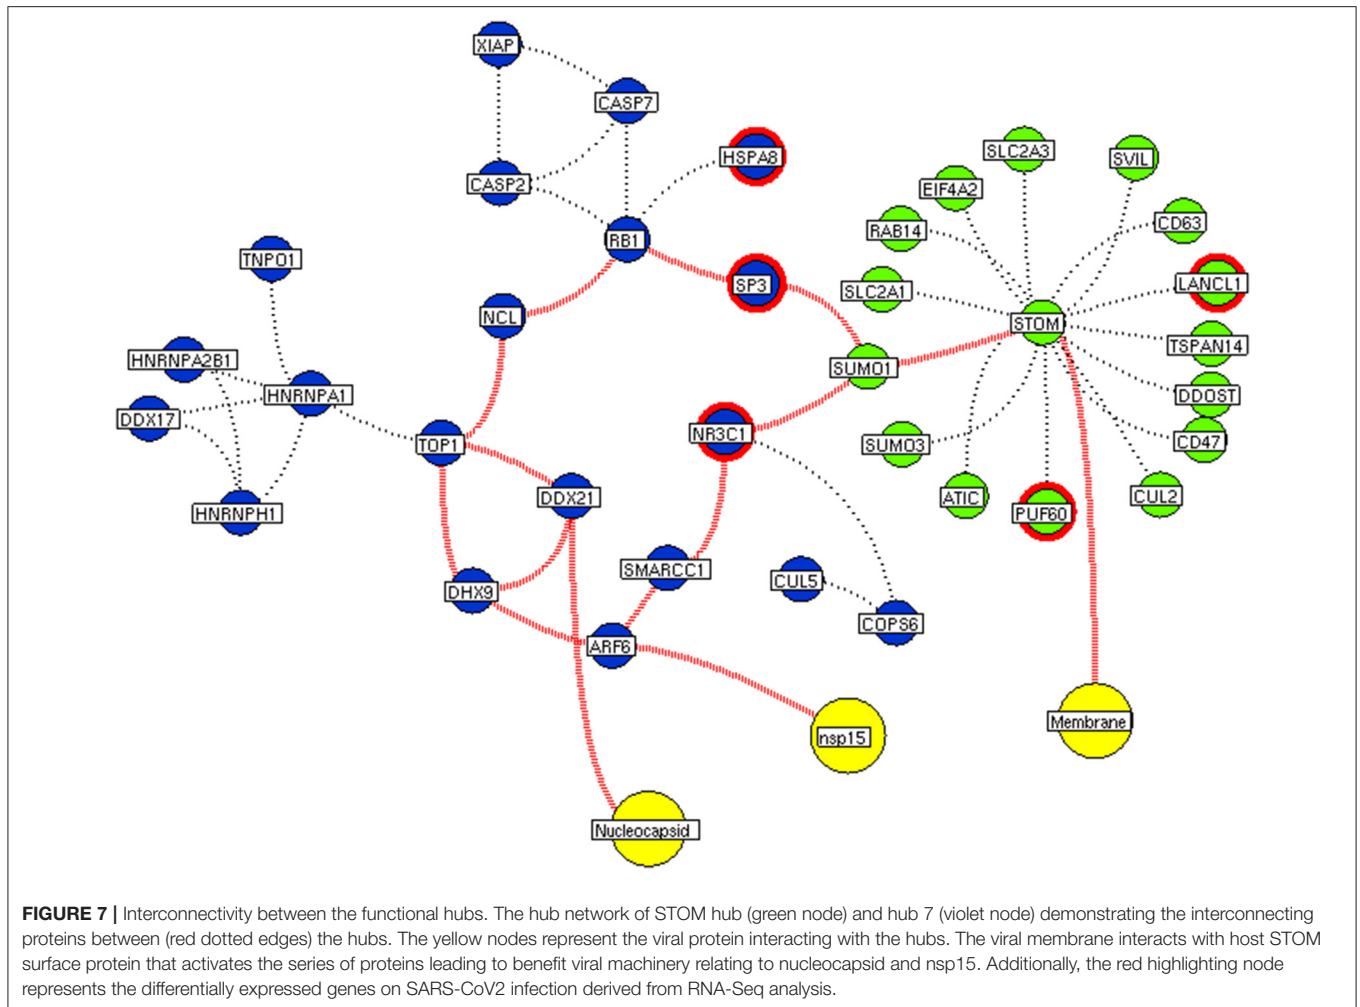 XIAP
CASP7
HSPA8
CASP2
RB1
SP3
TNPO1
NCL
HNRNPA2B1
HNRNPA1
DDX17
TOP1
HNRNPH1
DDX21
DHX9
ARF6
SMARCC1
NR3C1
SUMO1
CUL5
COPS6
SLC2A3
SVIL
EIF4A2
CD63
RAB14
LANCL1
SLC2A1
STOM
TSPAN14
DDOST
CD47
SUMO3
ATIC
PUF60
CUL2
Membrane
nsp15
Nucleocapsid
FIGURE 7 | Interconnectivity between the functional hubs. The hub network of STOM hub (green node) and hub 7 (violet node) demonstrating the interconnecting
proteins between (red dotted edges) the hubs. The yellow nodes represent the viral protein interacting with the hubs. The viral membrane interacts with host STOM
surface protein that activates the series of proteins leading to benefit viral machinery relating to nucleocapsid and nsp15. Additionally, the red highlighting node
represents the differentially expressed genes on SARS-CoV2 infection derived from RNA-Seq analysis.